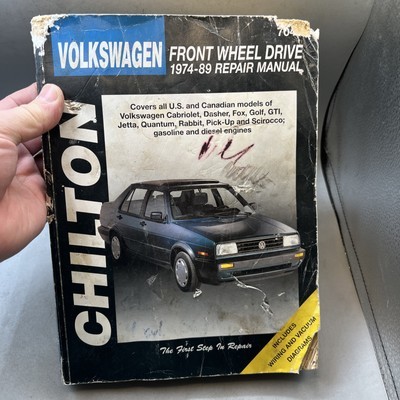 VOLKSWAGEN
FRONT WHEEL DRIVE
1974-89 REPAIR MANUAL
Covers all U.S. and Canadian models of
Volkswagen Cabriolet, Dasher, Fox, Golf, GTI,
Jetta, Quantum, Rabbit, Pick-Up and Scirocco;
gasoline and diesel engines
CHILTON
INCLUDES
WIRING AND VACUUM
DIAGRAMS
The First Step In Repair